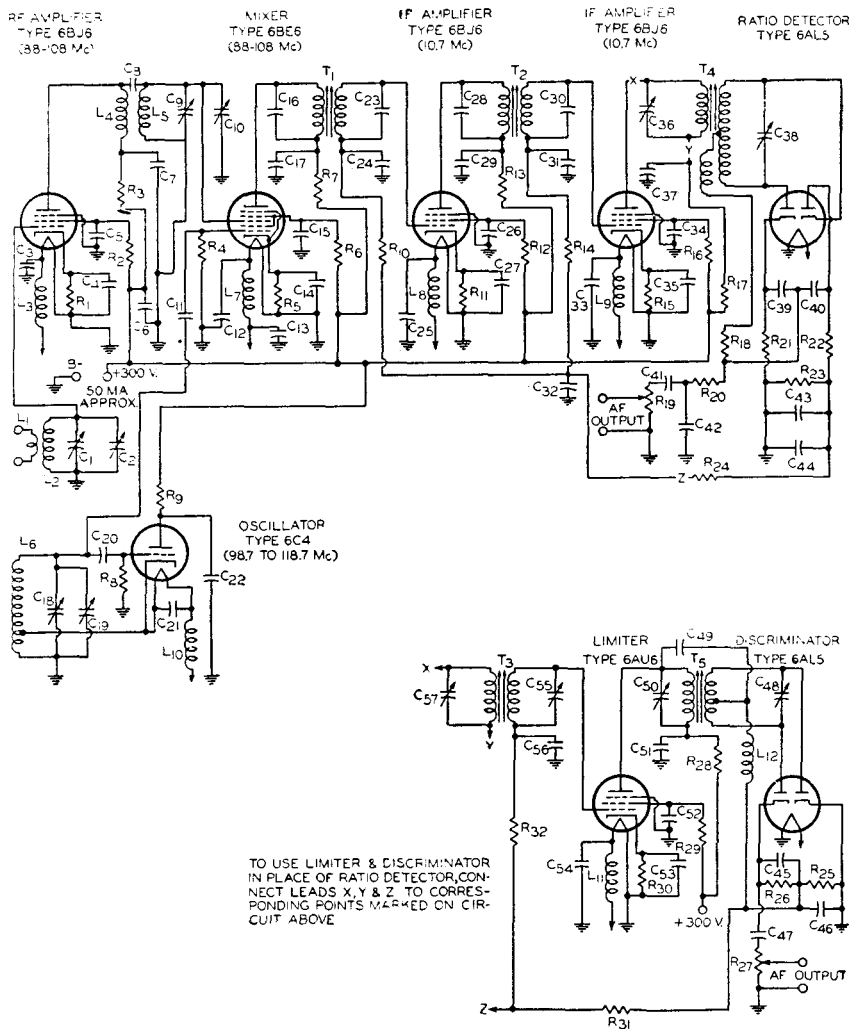 RF AMPLIFIER
TYPE 6BJ6
(88-108 Mc)
MIXER
TYPE 6BE6
(88-108 Mc)
IF AMPLIFIER
TYPE 6BJ6
(10.7 Mc)
IF AMPLIFIER
TYPE 6BJ6
(10.7 Mc)
RATIO DETECTOR
TYPE 6AL5
C8
L4
L5
C9
C10
C7
R3
C16
T1
C23
C17
R7
C24
C28
T2
C30
C29
R13
C31
X
C36
T4
Y
C37
C38
C3
C5
R2
L3
R1
C4
C6
R4
C11
C12
L7
R5
C14
C15
C13
R6
R10
C25
L8
R11
C26
C27
R12
R14
C33
L9
C34
C35
R15
R16
R17
R18
C39
C40
R21
R22
R23
C43
C44
B-
+300 V.
50 MA
APPROX.
C32
C41
R19
R20
C42
AF
OUTPUT
Z
R24
L1
L2
C1
C2
R9
OSCILLATOR
TYPE 6C4
(98.7 TO 118.7 Mc)
L6
C20
R8
C18
C19
C21
C22
L10
LIMITER
TYPE 6AU6
DISCRIMINATOR
TYPE 6AL5
C49
X
C57
T3
Y
C55
C56
C50
T5
C48
C51
R28
L12
R32
C52
R29
C54
L11
C53
R30
+300 V.
C45
R26
R25
C46
C47
R27
AF OUTPUT
TO USE LIMITER & DISCRIMINATOR
IN PLACE OF RATIO DETECTOR, CON-
NECT LEADS X, Y & Z TO CORRES-
PONDING POINTS MARKED ON CIR-
CUIT ABOVE
Z
R31